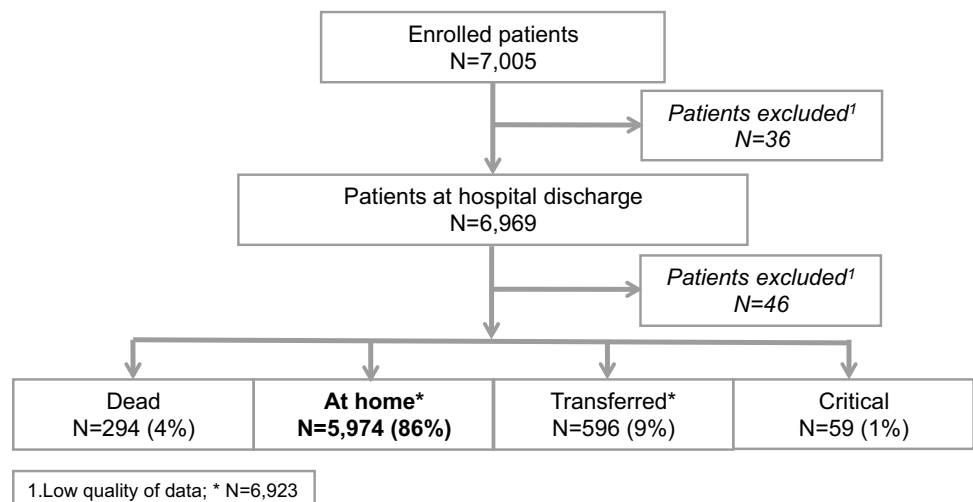 Enrolled patients
N=7,005
Patients excluded¹
N=36
Patients at hospital discharge
N=6,969
Patients excluded¹
N=46
Dead
N=294 (4%)
At home*
N=5,974 (86%)
Transferred*
N=596 (9%)
Critical
N=59 (1%)
1.Low quality of data; * N=6,923